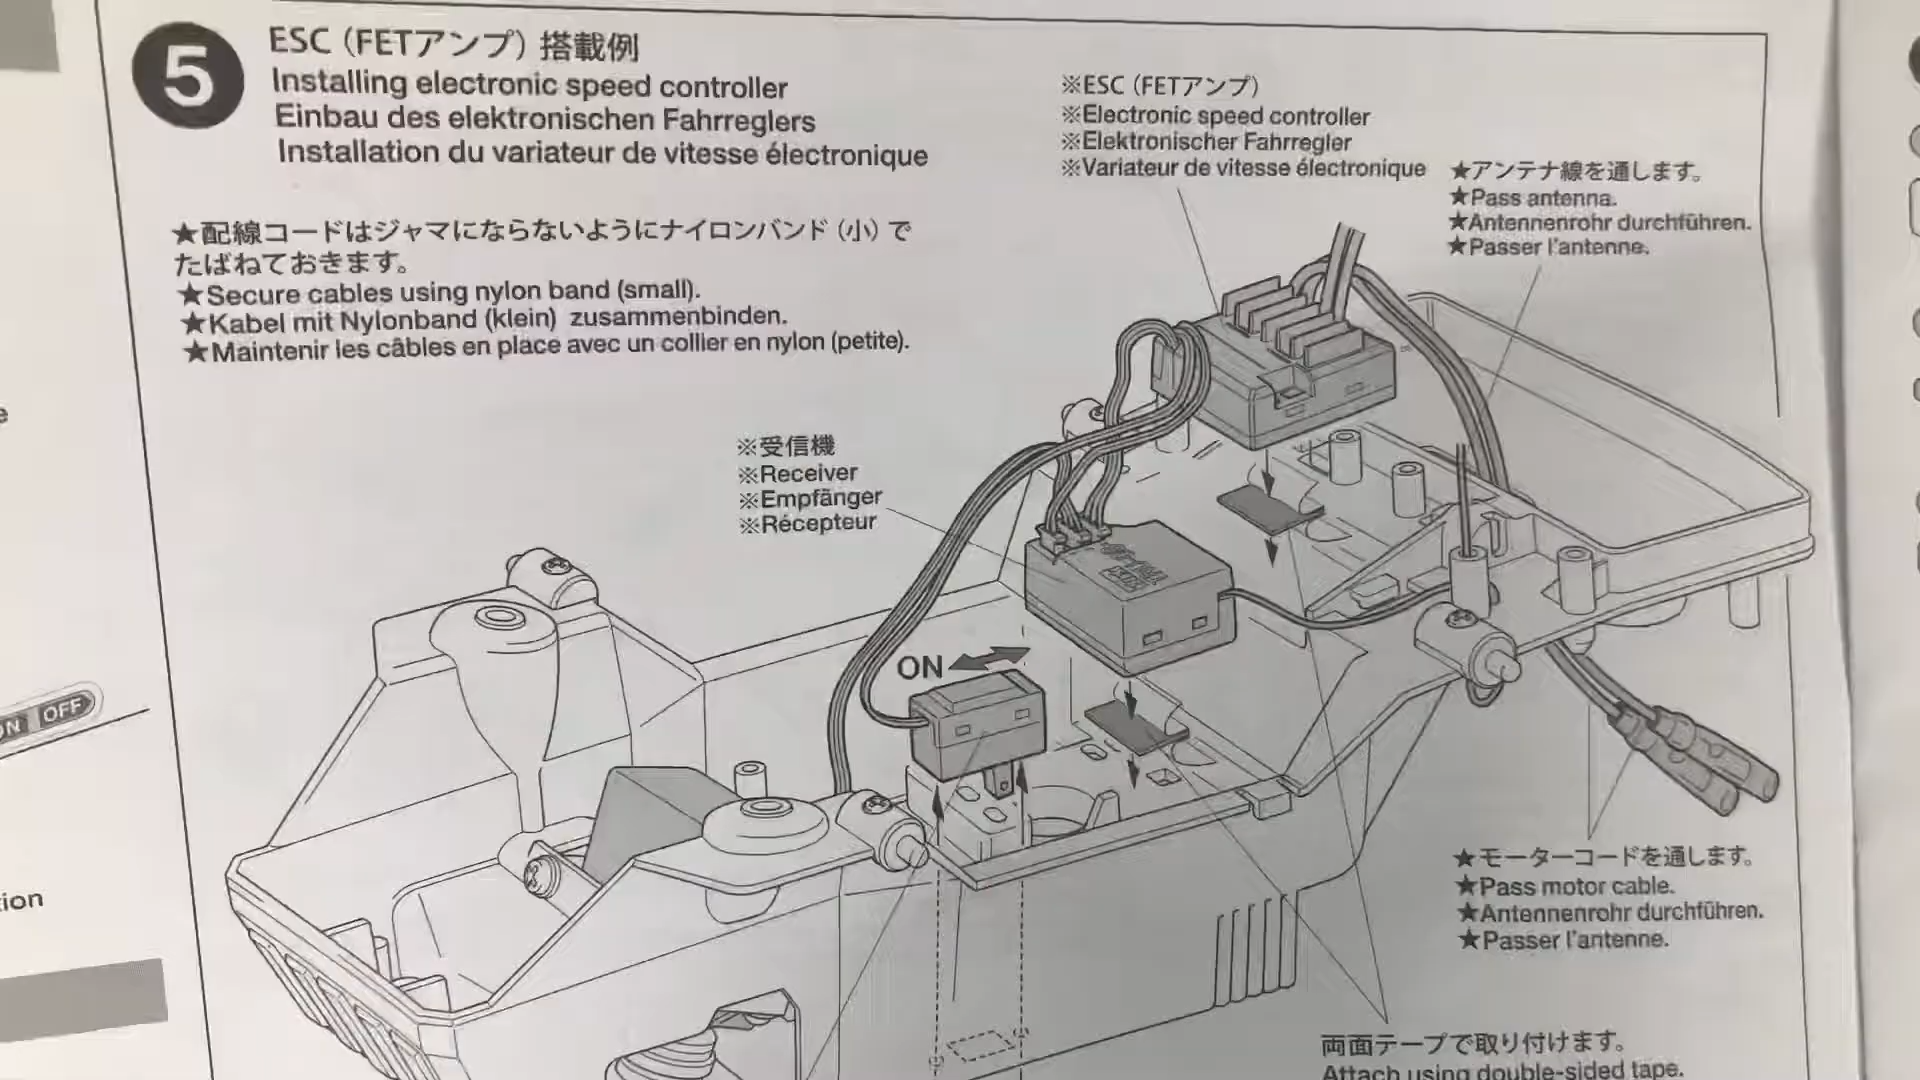 5
ESC（FETアンプ）搭載例
Installing electronic speed controller
Einbau des elektronischen Fahrreglers
Installation du variateur de vitesse électronique
★配線コードはジャマにならないようにナイロンバンド（小）で
たばねておきます。
★Secure cables using nylon band (small).
★Kabel mit Nylonband (klein) zusammenbinden.
★Maintenir les câbles en place avec un collier en nylon (petite).
※ESC（FETアンプ）
※Electronic speed controller
※Elektronischer Fahrregler
※Variateur de vitesse électronique
★アンテナ線を通します。
★Pass antenna.
★Antennenrohr durchführen.
★Passer l'antenne.
※受信機
※Receiver
※Empfänger
※Récepteur
ON
OFF
★モーターコードを通します。
★Pass motor cable.
★Antennenrohr durchführen.
★Passer l'antenne.
両面テープで取り付けます。
Attach using double-sided tape.